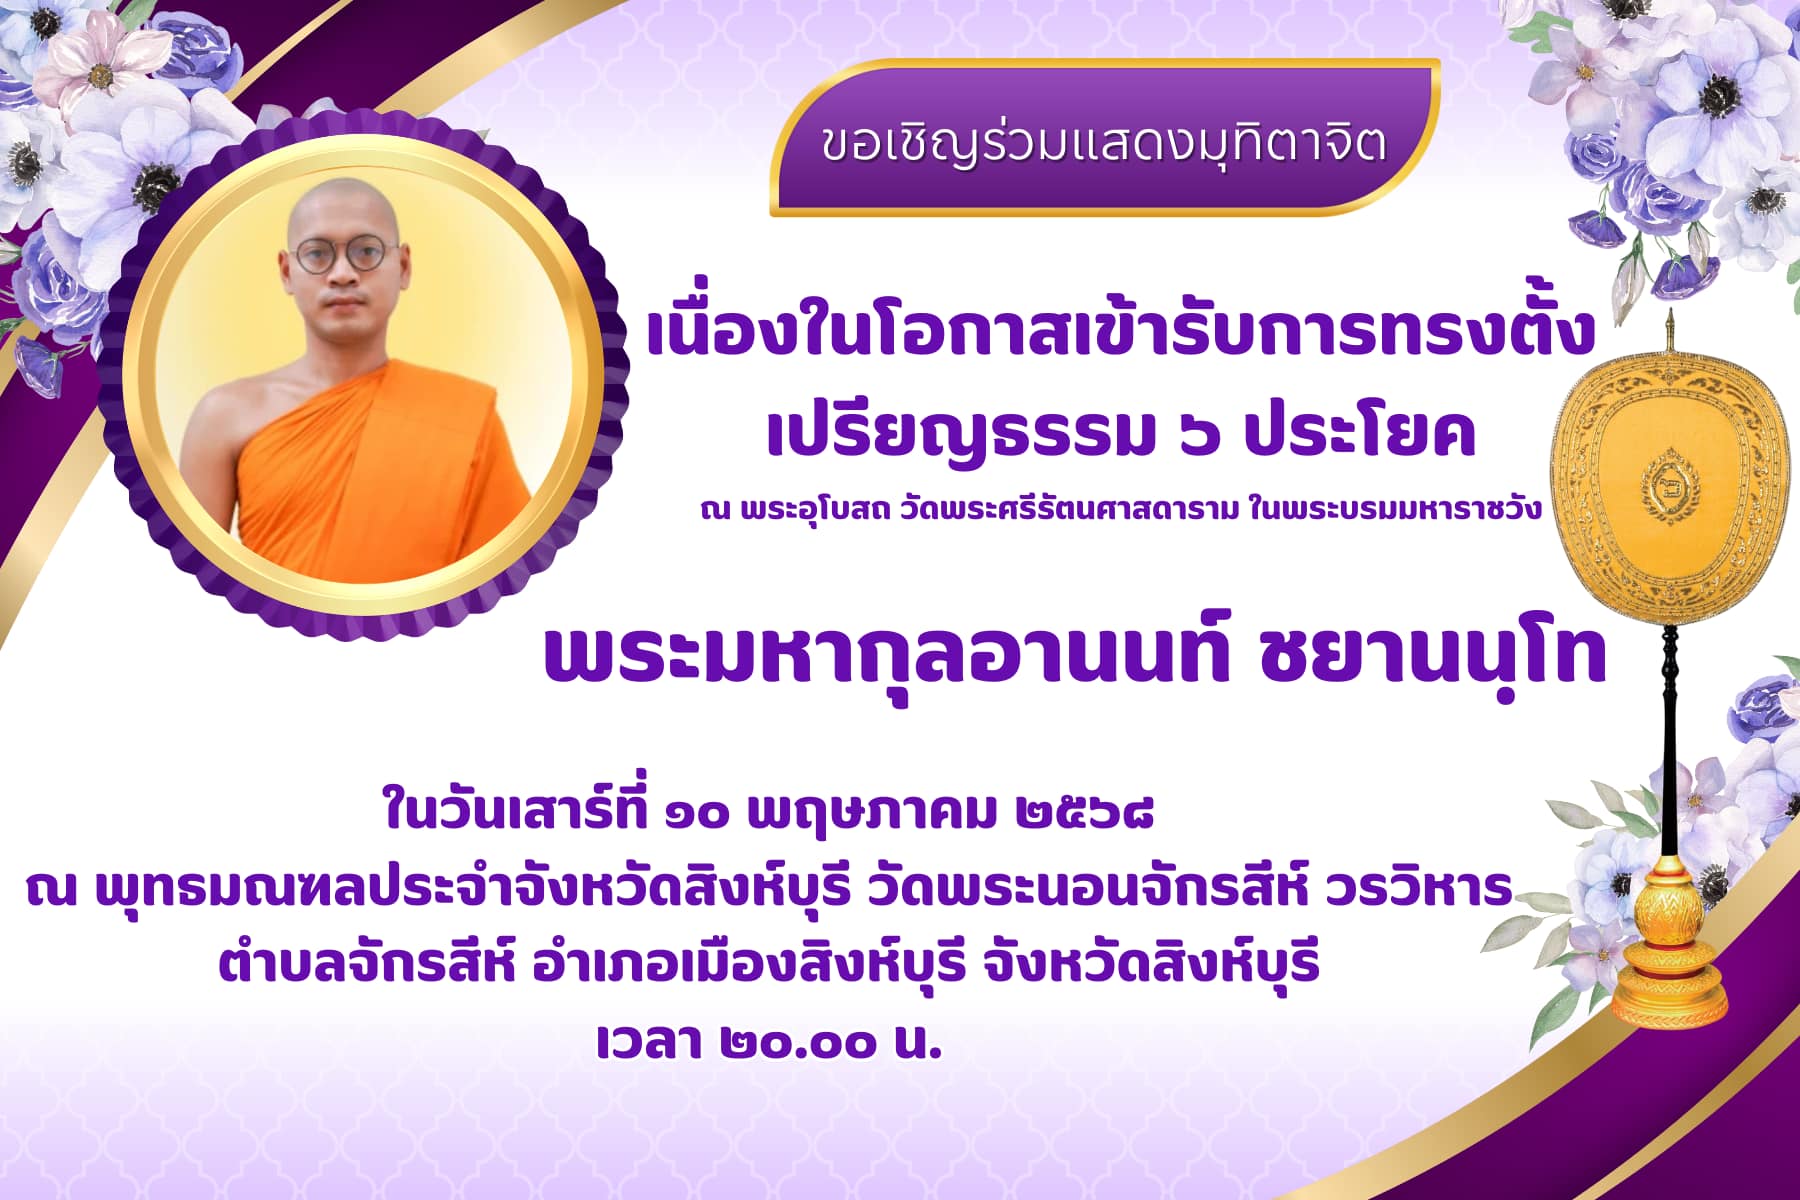 ขอเชิญร่วมแสดงมุทิตาจิต
เนื่องในโอกาสเข้ารับการทรงตั้ง
เปรียญธรรม ๖ ประโยค
ณ พระอุโบสถ วัดพระศรีรัตนศาสดาราม ในพระบรมมหาราชวัง
พระมหากุลอานนท์ ชยานนฺโท
ในวันเสาร์ที่ ๑๐ พฤษภาคม ๒๕๖๘
ณ พุทธมณฑลประจำจังหวัดสิงห์บุรี วัดพระนอนจักรสีห์ วรวิหาร
ตำบลจักรสีห์ อำเภอเมืองสิงห์บุรี จังหวัดสิงห์บุรี
เวลา ๒๐.๐๐ น.